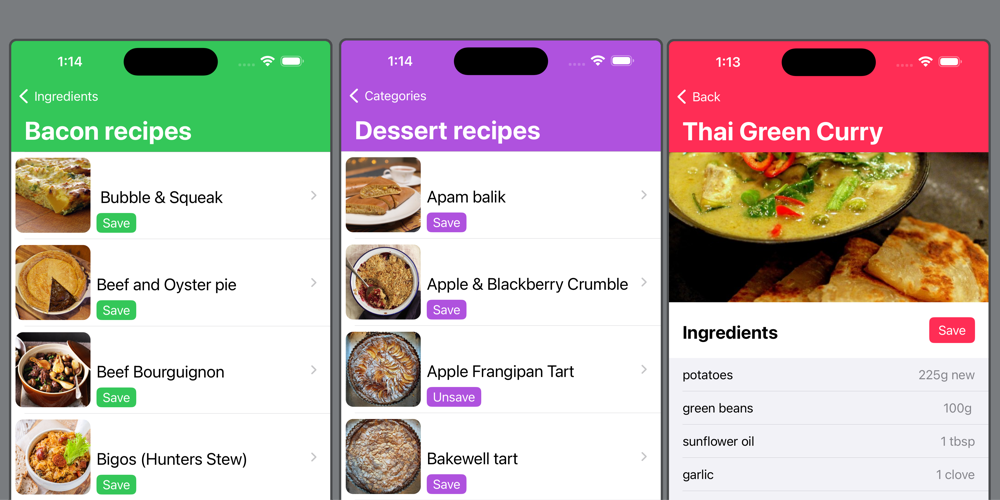 1:14
Ingredients
Bacon recipes
Bubble & Squeak
Save
Beef and Oyster pie
Save
Beef Bourguignon
Save
Bigos (Hunters Stew)
Save
1:14
Categories
Dessert recipes
Apam balik
Save
Apple & Blackberry Crumble
Save
Apple Frangipan Tart
Unsave
Bakewell tart
Save
1:13
Back
Thai Green Curry
Ingredients
Save
potatoes 225g new
green beans 100g
sunflower oil 1 tbsp
garlic 1 clove